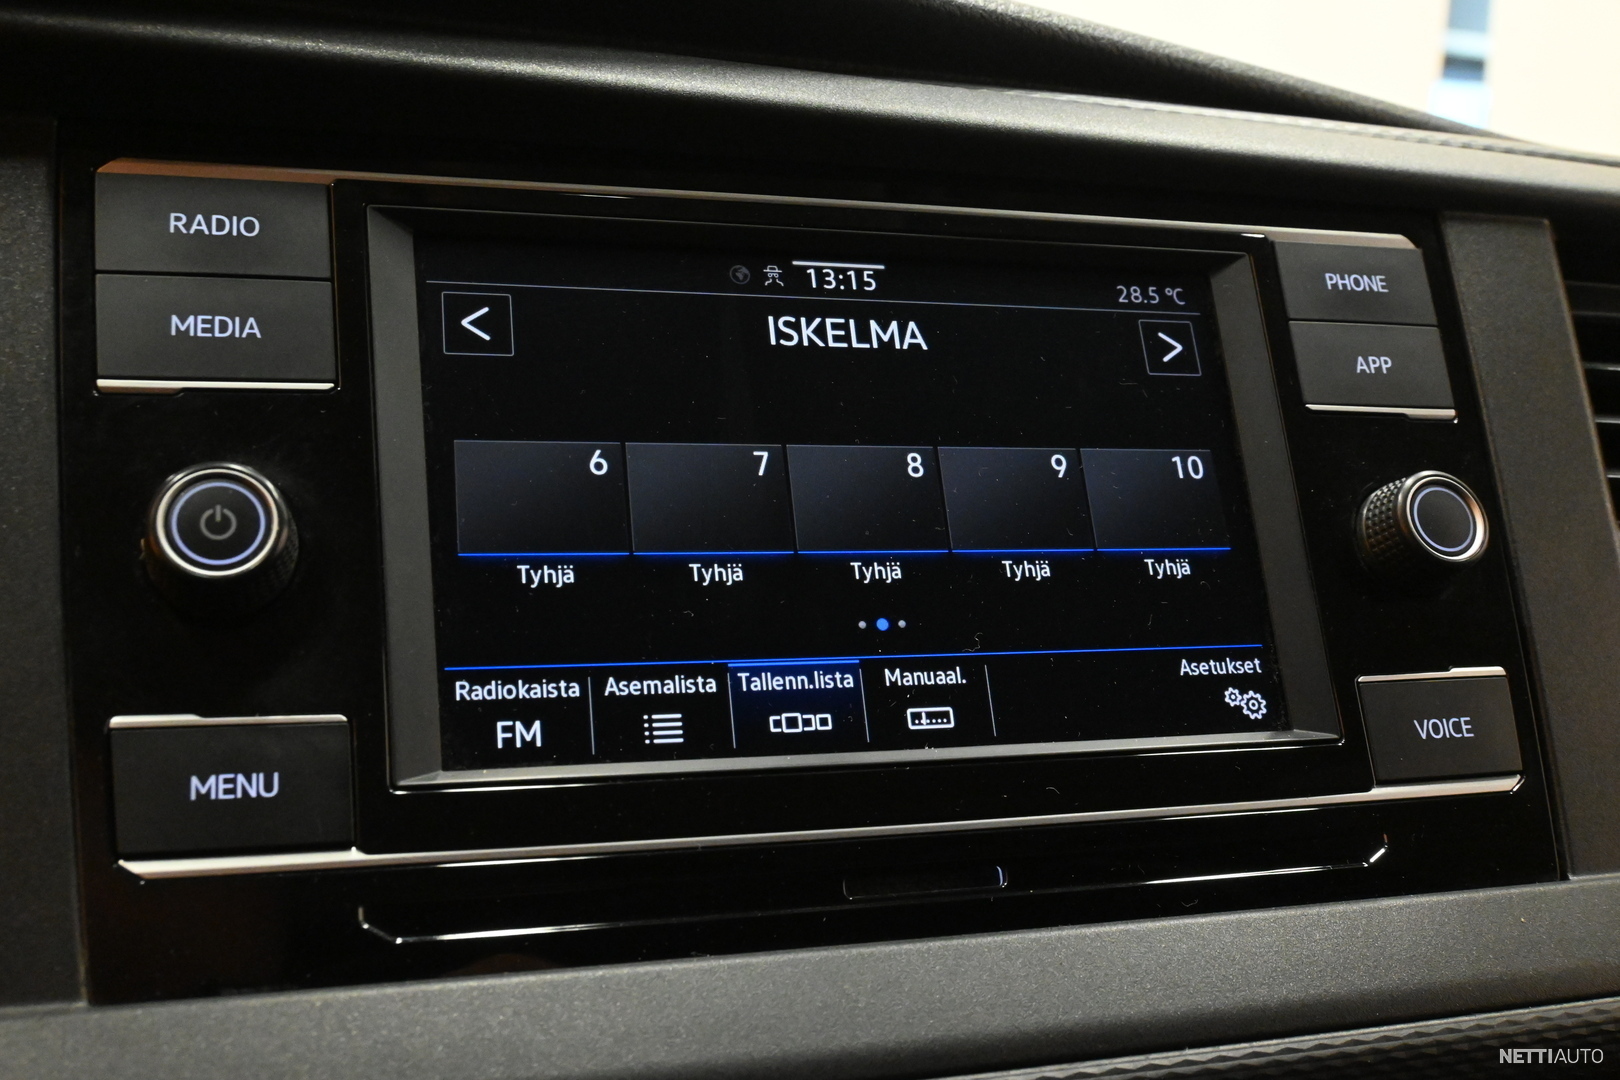 RADIO
MEDIA
MENU
13:15
28.5 °C
<
ISKELMA
>
6 7 8 9 10
Tyhjä Tyhjä Tyhjä Tyhjä Tyhjä
Radiokaista Asemalista Tallenn.lista Manuaal. Asetukset
FM
PHONE
APP
VOICE
NETTIAUTO